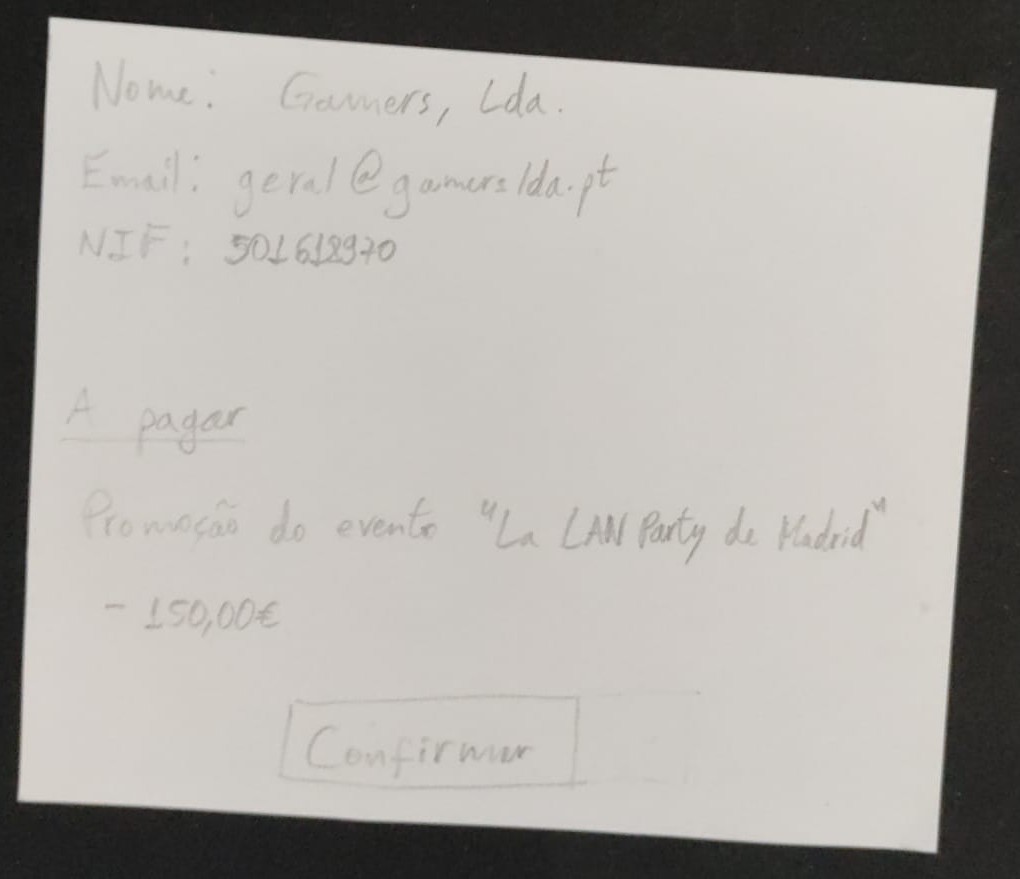 Nome: Gamers, Lda.
Email: geral@gamerslda.pt
NIF: 501618970
A pagar
Promoção do evento "La LAN Party de Madrid"
- 150,00€
Confirmar